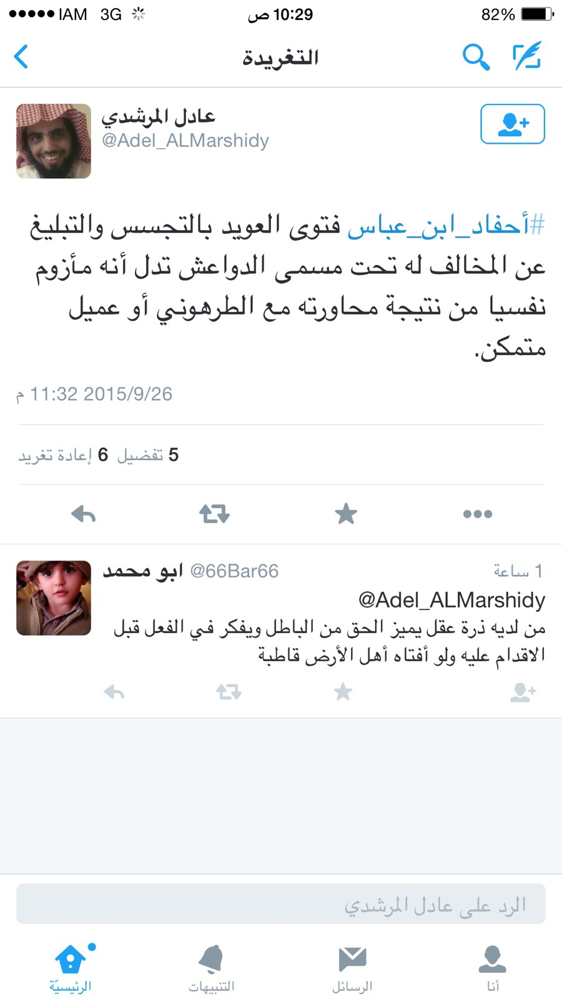 IAM 3G 10:29 ص 82%
التغريدة
عادل المرشدي
@Adel_ALMarshidy
#أحفاد_ابن_عباس فتوى العويد بالتجسس والتبليغ
عن المخالف له تحت مسمى الدواعش تدل أنه مأزوم
نفسيا من نتيجة محاورته مع الطرهوني أو عميل
متمكن.
2015/9/26 11:32 م
5 تفضيل 6 إعادة تغريد
ابو محمد @66Bar66 1 ساعة
@Adel_ALMarshidy
من لديه ذرة عقل يميز الحق من الباطل ويفكر في الفعل قبل
الاقدام عليه ولو أفتاه أهل الأرض قاطبة
الرد على عادل المرشدي
الرئيسيّة التنبيهات الرسائل أنا